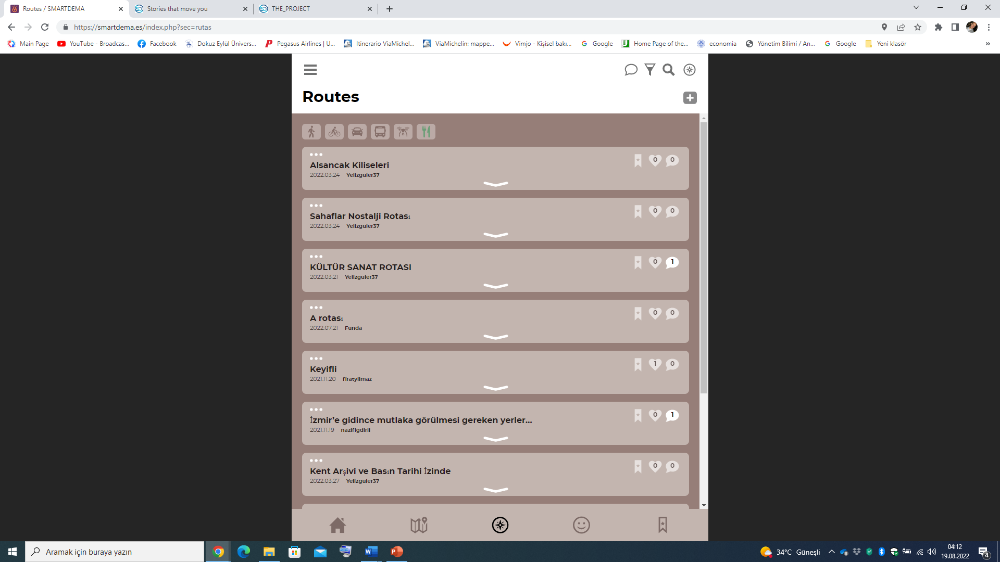 Routes / SMARTDEMA
Stories that move you
THE_PROJECT
https://smartdema.es/index.php?sec=rutas
Main Page
YouTube - Broadcas...
Facebook
Dokuz Eylül Ünivers...
Pegasus Airlines | U...
Itinerario ViaMichel...
ViaMichelin: mappe...
Vimjo - Kişisel bakı...
Google
Home Page of the...
economia
Yönetim Bilimi / An...
Google
Yeni klasör
»
Routes
Alsancak Kiliseleri
0 0
2022.03.24 Yelizguler37
Sahaflar Nostalji Rotası
0 0
2022.03.24 Yelizguler37
KÜLTÜR SANAT ROTASI
0 1
2022.03.21 Yelizguler37
A rotası
0 0
2022.07.21 Funda
Keyifli
1 0
2021.11.20 firatyilmaz
İzmir’e gidince mutlaka görülmesi gereken yerler...
0 1
2021.11.19 nazifigdirli
Kent Arşivi ve Basın Tarihi İzinde
0 0
2022.03.27 Yelizguler37
Aramak için buraya yazın
34°C Güneşli
04:12
19.08.2022
4